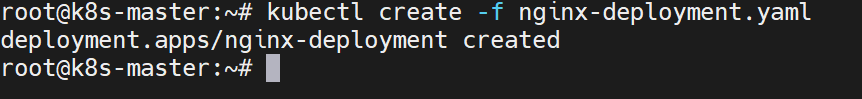 root@k8s-master:~# kubectl create -f nginx-deployment.yaml
deployment.apps/nginx-deployment created
root@k8s-master:~#